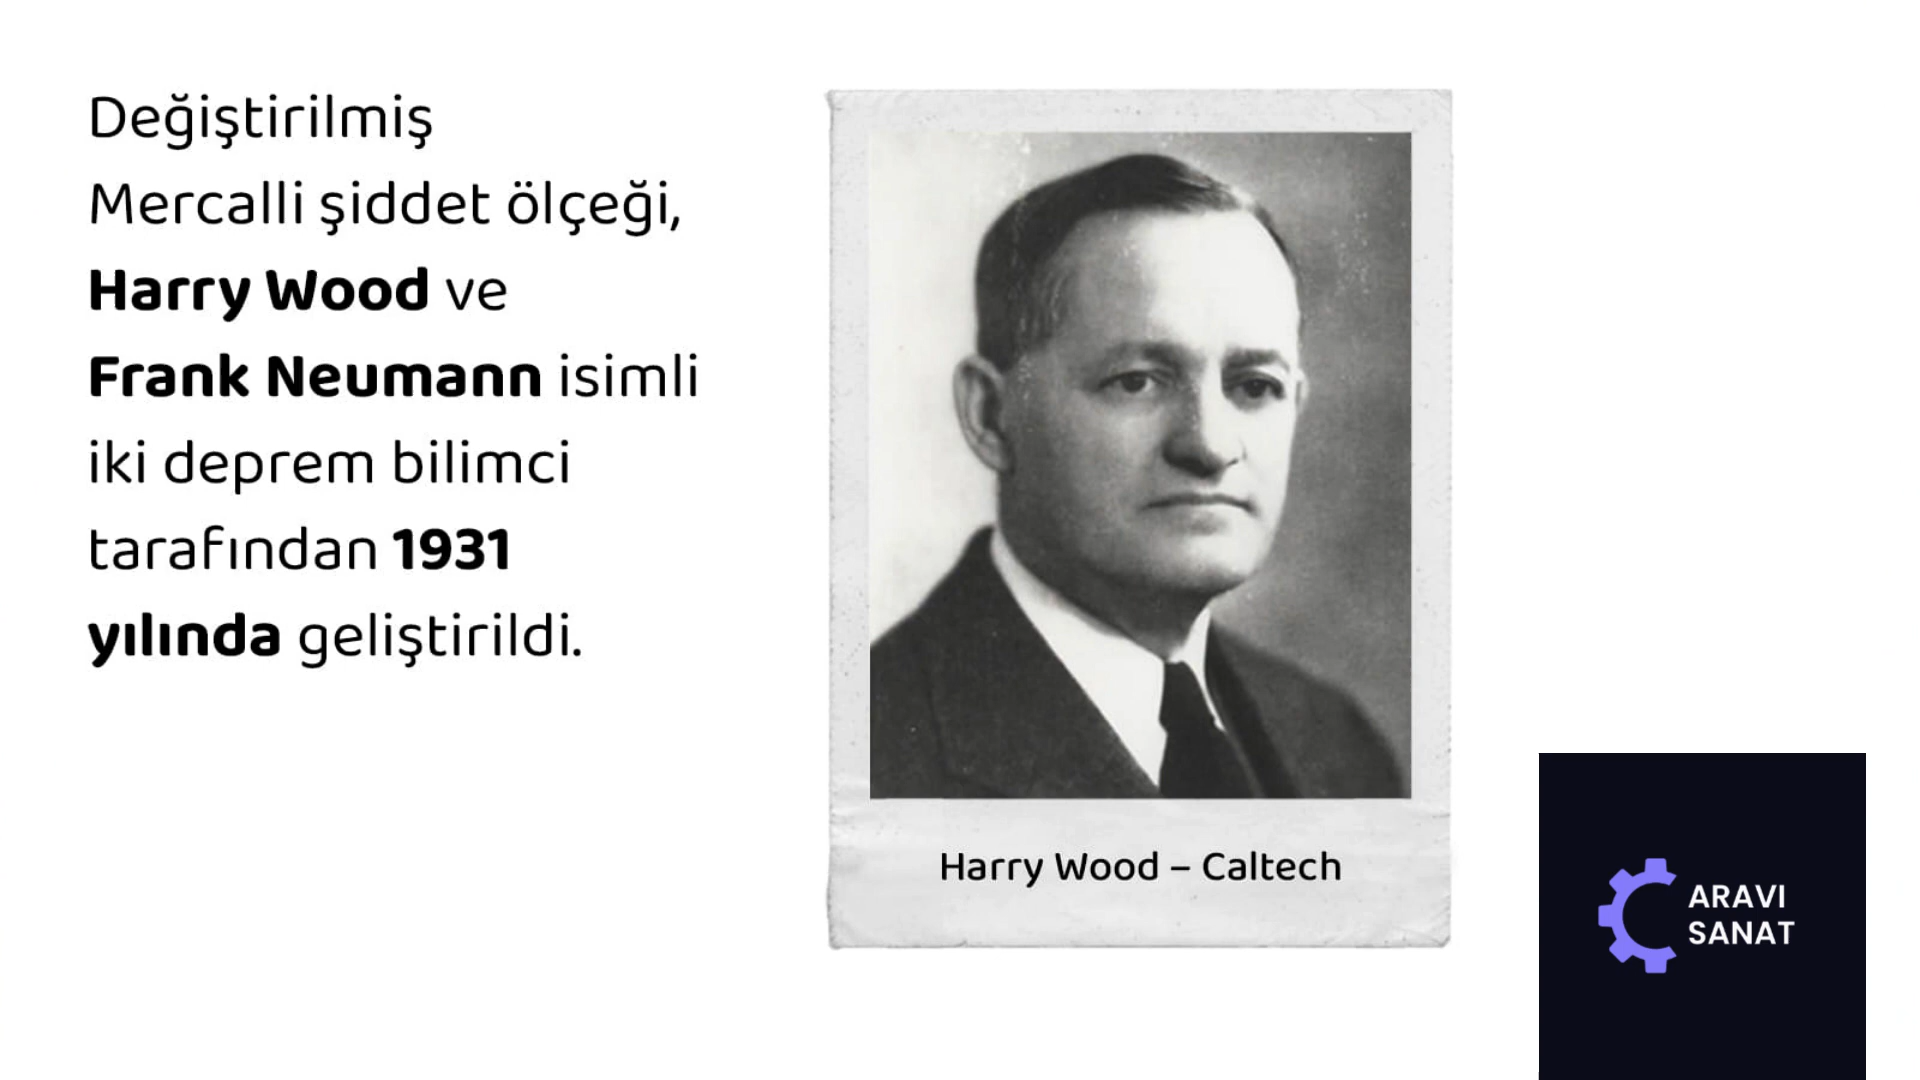 Değiştirilmiş
Mercalli şiddet ölçeği,
Harry Wood ve
Frank Neumann isimli
iki deprem bilimci
tarafından 1931
yılında geliştirildi.
Harry Wood – Caltech
ARAVI
SANAT